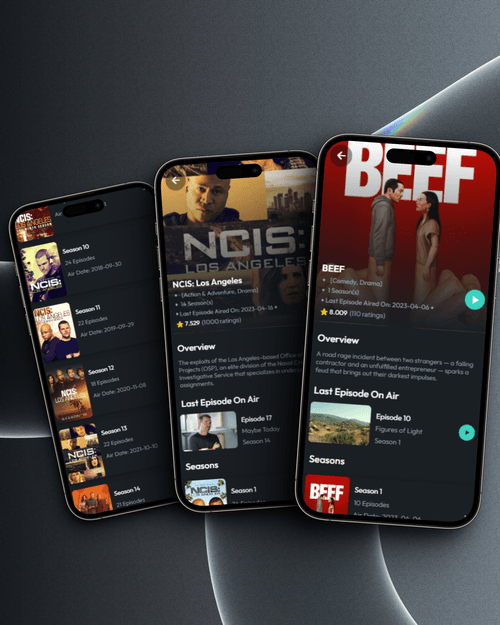 NCIS:
LOS ANGELES
Season 10
24 Episodes
Air Date: 2018-09-30
Season 11
22 Episodes
Air Date: 2019-09-29
NCIS
LOS ANGELES
Season 12
18 Episodes
Air Date: 2020-11-08
Season 13
22 Episodes
Air Date: 2021-10-10
Season 14
21 Episodes
NCIS:
LOS ANGELES
NCIS: Los Angeles
[Action & Adventure, Drama]
14 Season(s)
Last Episode Aired On: 2023-04-16
7.529 (1000 ratings)
Overview
The exploits of the Los Angeles–based Office of
Projects (OSP), an elite division of the Naval
Investigative Service that specializes in
assignments.
Last Episode On Air
Episode 17
Maybe Today
Season 14
Seasons
NCIS:
LOS ANGELES
Season 1
BEEF
BEEF
[Comedy, Drama]
1 Season(s)
Last Episode Aired On: 2023-04-06
8.009 (110 ratings)
Overview
A road rage incident between two strangers — a failing
contractor and an unfulfilled entrepreneur — sparks a
feud that brings out their darkest impulses.
Last Episode On Air
Episode 10
Figures of Light
Season 1
Seasons
BEEF
Season 1
10 Episodes
Air Date: 2023-04-06